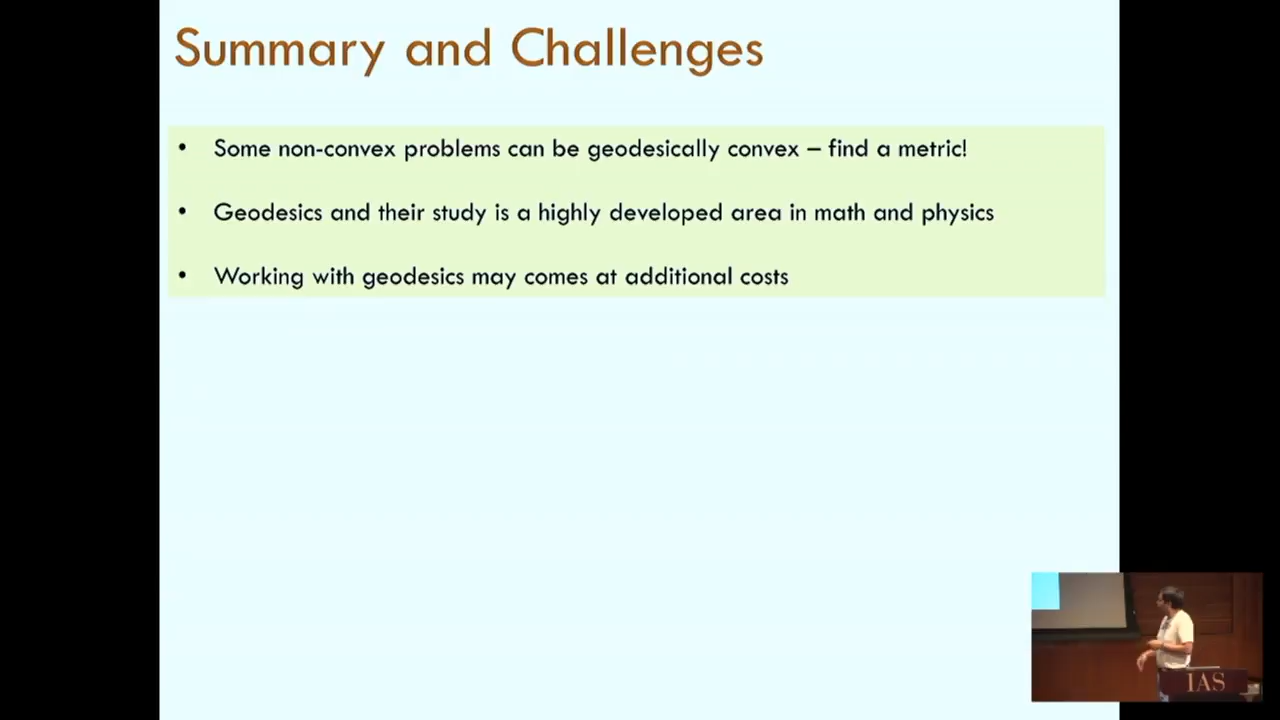 Summary and Challenges
• Some non-convex problems can be geodesically convex – find a metric!
• Geodesics and their study is a highly developed area in math and physics
• Working with geodesics may comes at additional costs
IAS